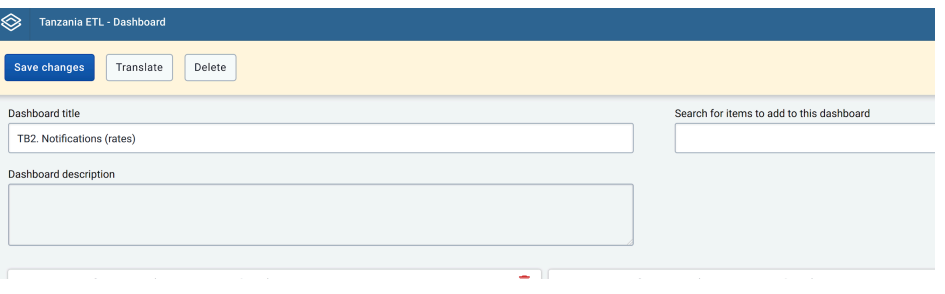 Tanzania ETL - Dashboard
Save changes Translate Delete
Dashboard title
Search for items to add to this dashboard
TB2. Notifications (rates)
Dashboard description